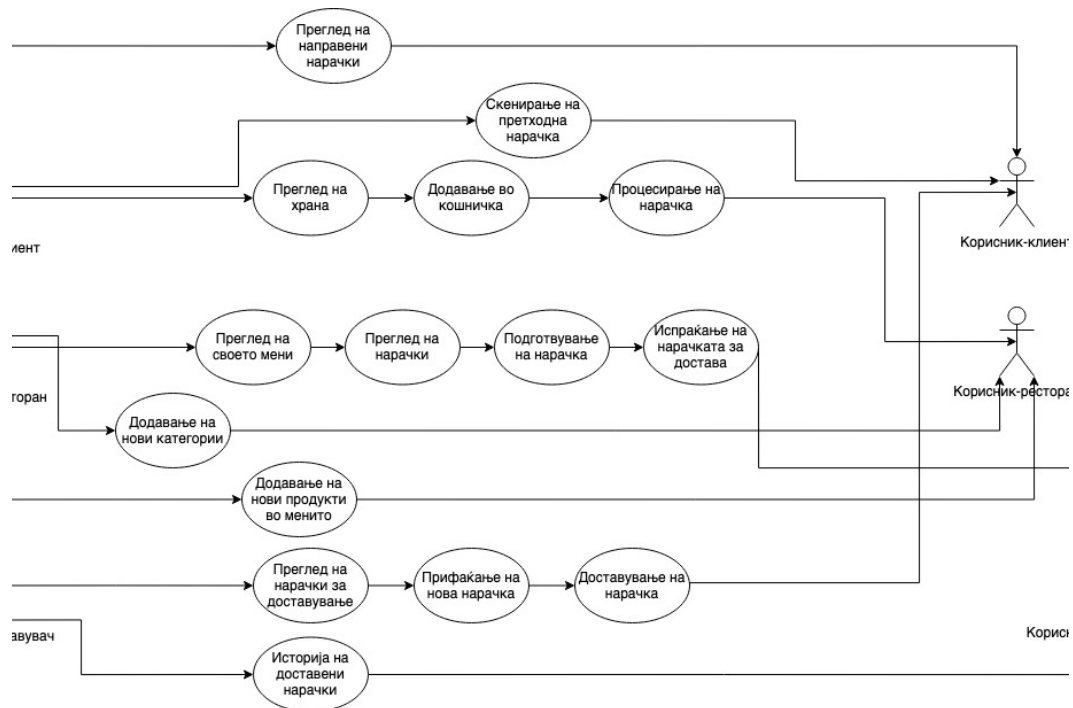 Преглед на
направени
нарачки
Скенирање на
претходна
нарачка
Преглед на
храна
Додавање во
кошничка
Процесирање на
нарачка
иент
Корисник-клиент
Преглед на
своето мени
Преглед на
нарачки
Подготвување
на нарачка
Испраќање на
нарачката за
достава
торан
Корисник-рестора
Додавање на
нови категории
Додавање на
нови продукти
во менито
Преглед на
нарачки за
доставување
Прифаќање на
нова нарачка
Доставување на
нарачка
авувач
Корисн
Историја на
доставени
нарачки